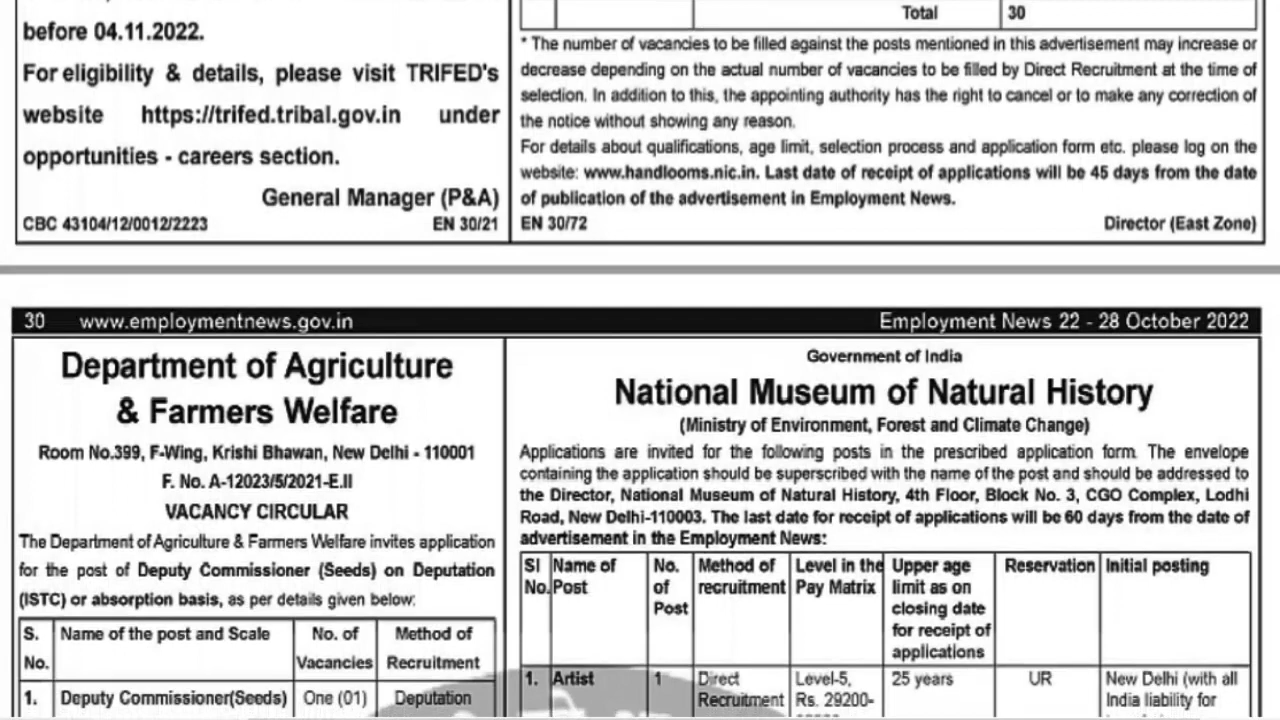 before 04.11.2022.
For eligibility & details, please visit TRIFED's
website https://trifed.tribal.gov.in under
opportunities - careers section.
General Manager (P&A)
CBC 43104/12/0012/2223 EN 30/21
Total 30
* The number of vacancies to be filled against the posts mentioned in this advertisement may increase or
decrease depending on the actual number of vacancies to be filled by Direct Recruitment at the time of
selection. In addition to this, the appointing authority has the right to cancel or to make any correction of
the notice without showing any reason.
For details about qualifications, age limit, selection process and application form etc. please log on the
website: www.handlooms.nic.in. Last date of receipt of applications will be 45 days from the date
of publication of the advertisement in Employment News.
EN 30/72 Director (East Zone)
30 www.employmentnews.gov.in Employment News 22 - 28 October 2022
Department of Agriculture
& Farmers Welfare
Room No.399, F-Wing, Krishi Bhawan, New Delhi - 110001
F. No. A-12023/5/2021-E.II
VACANCY CIRCULAR
The Department of Agriculture & Farmers Welfare invites application
for the post of Deputy Commissioner (Seeds) on Deputation
(ISTC) or absorption basis, as per details given below:
S. Name of the post and Scale No. of Method of
No. Vacancies Recruitment
1. Deputy Commissioner(Seeds) One (01) Deputation
Government of India
National Museum of Natural History
(Ministry of Environment, Forest and Climate Change)
Applications are invited for the following posts in the prescribed application form. The envelope
containing the application should be superscribed with the name of the post and should be addressed to
the Director, National Museum of Natural History, 4th Floor, Block No. 3, CGO Complex, Lodhi
Road, New Delhi-110003. The last date for receipt of applications will be 60 days from the date of
advertisement in the Employment News:
Sl Name of No. Method of Level in the Upper age Reservation Initial posting
No. Post of recruitment Pay Matrix limit as on
Post closing date
for receipt of
applications
1. Artist 1 Direct Level-5, 25 years UR New Delhi (with all
Recruitment Rs. 29200- India liability for